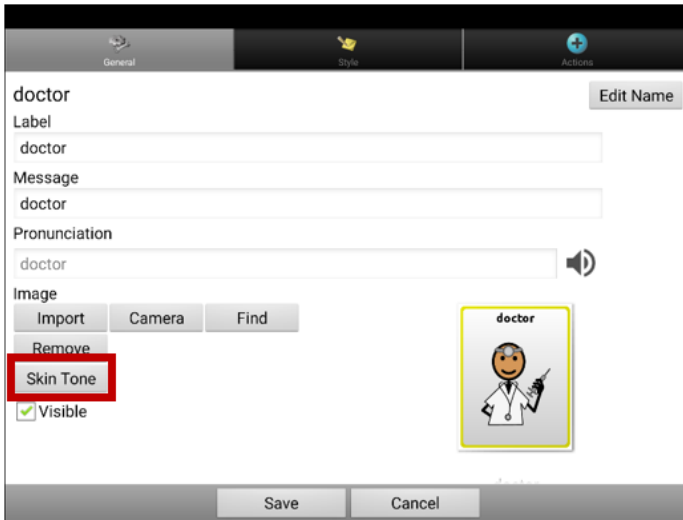 General Style Actions
doctor Edit Name
Label
doctor
Message
doctor
Pronunciation
doctor
Image
Import Camera Find
doctor
Remove
Skin Tone
Visible
doctor
Save Cancel